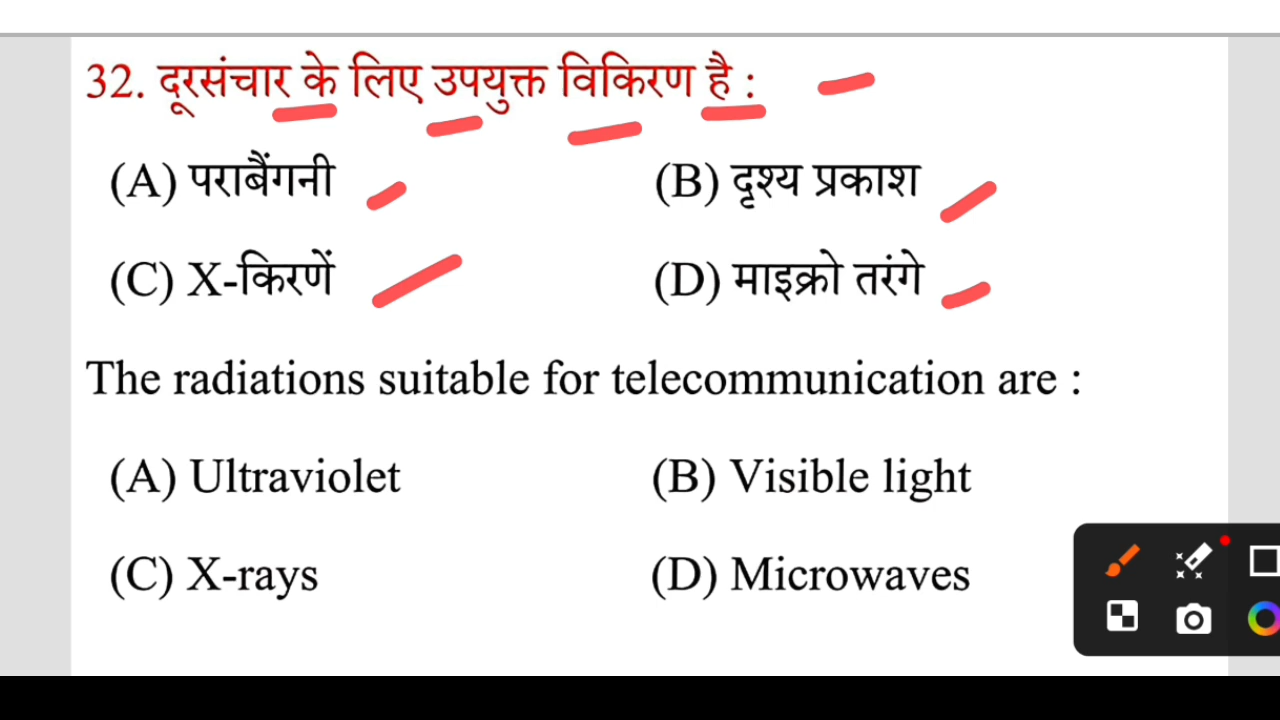 32. दूरसंचार के लिए उपयुक्त विकिरण है :
(A) पराबैंगनी (B) दृश्य प्रकाश
(C) X-किरणें (D) माइक्रो तरंगे
The radiations suitable for telecommunication are :
(A) Ultraviolet (B) Visible light
(C) X-rays (D) Microwaves